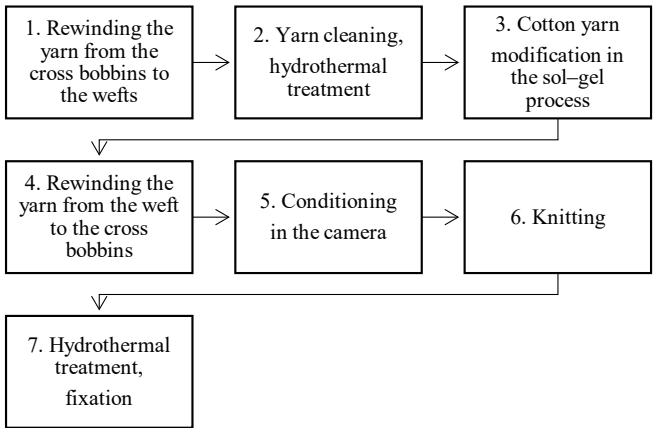 1. Rewinding the
yarn from the
cross bobbins to
the wefts
2. Yarn cleaning,
hydrothermal
treatment
3. Cotton yarn
modification in
the sol–gel
process
4. Rewinding the
yarn from the weft
to the cross
bobbins
5. Conditioning
in the camera
6. Knitting
7. Hydrothermal
treatment,
fixation